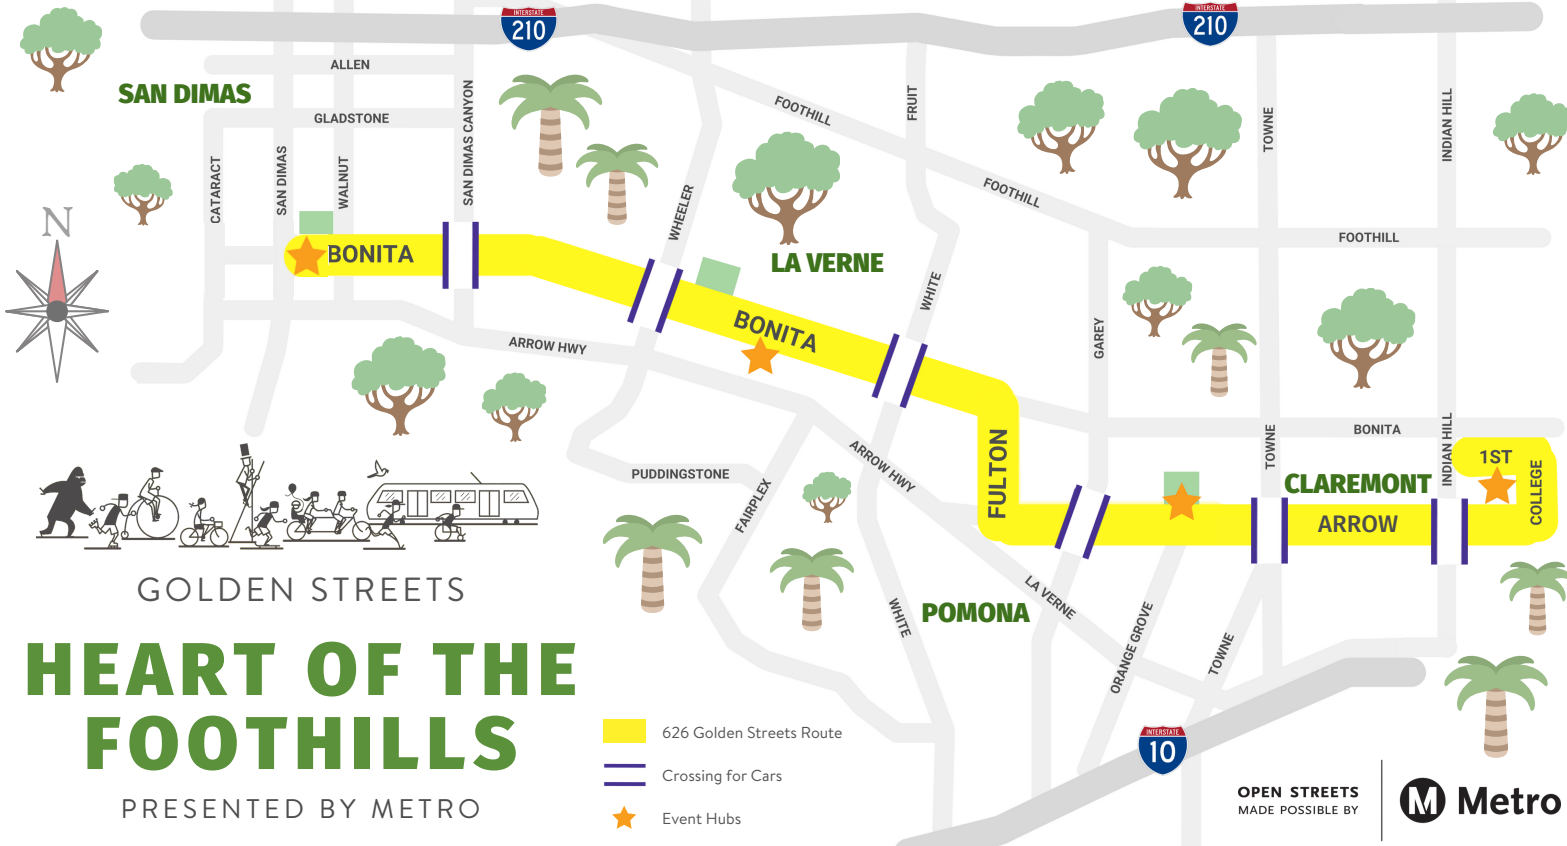 INTERSTATE
210
INTERSTATE
210
ALLEN
SAN DIMAS
GLADSTONE
FOOTHILL
FRUIT
TOWNE
INDIAN HILL
CATARACT
SAN DIMAS
WALNUT
SAN DIMAS CANYON
WHEELER
FOOTHILL
FOOTHILL
N
BONITA
LA VERNE
WHITE
BONITA
GAREY
ARROW HWY
BONITA
TOWNE
INDIAN HILL
1ST
COLLEGE
CLAREMONT
ARROW
FULTON
ARROW HWY
PUDDINGSTONE
FAIRPLEX
WHITE
POMONA
LA VERNE
ORANGE GROVE
TOWNE
GOLDEN STREETS
HEART OF THE
FOOTHILLS
PRESENTED BY METRO
626 Golden Streets Route
Crossing for Cars
Event Hubs
INTERSTATE
10
OPEN STREETS
MADE POSSIBLE BY
M Metro